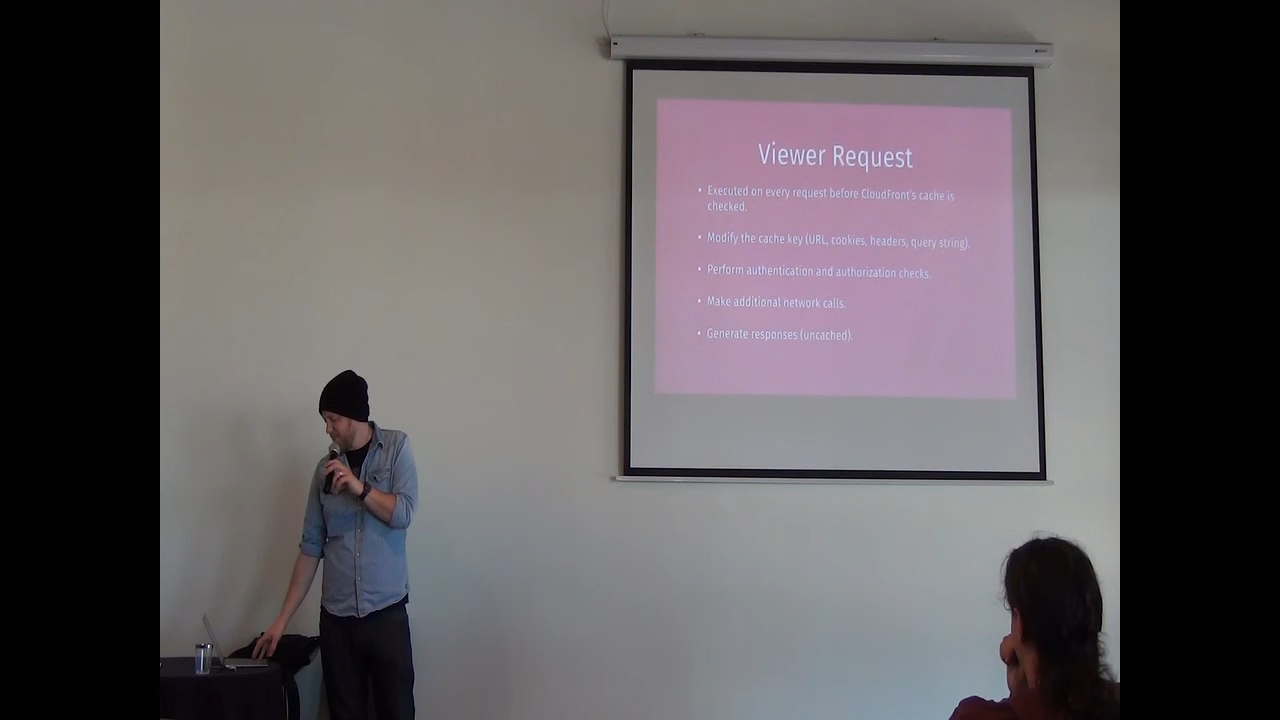 Viewer Request
• Executed on every request before CloudFront's cache is
checked.
• Modify the cache key (URL, cookies, headers, query string).
• Perform authentication and authorization checks.
• Make additional network calls.
• Generate responses (uncached).